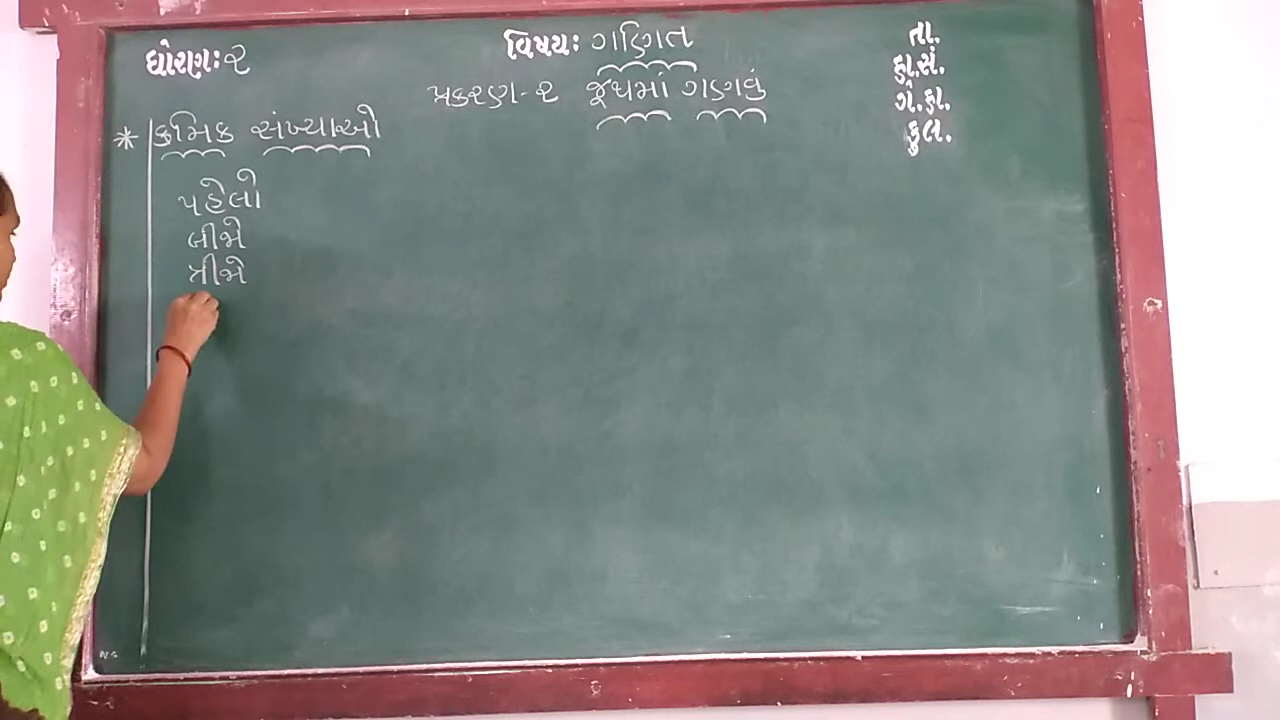 ધોરણ: ૨
વિષય: ગણિત
પ્રકરણ-૨ જૂથમાં ગણવું
તા.
હા.સં.
ગે.હા.
કુલ.
* ક્રમિક સંખ્યાઓ
પહેલો
બીજો
ત્રીજો